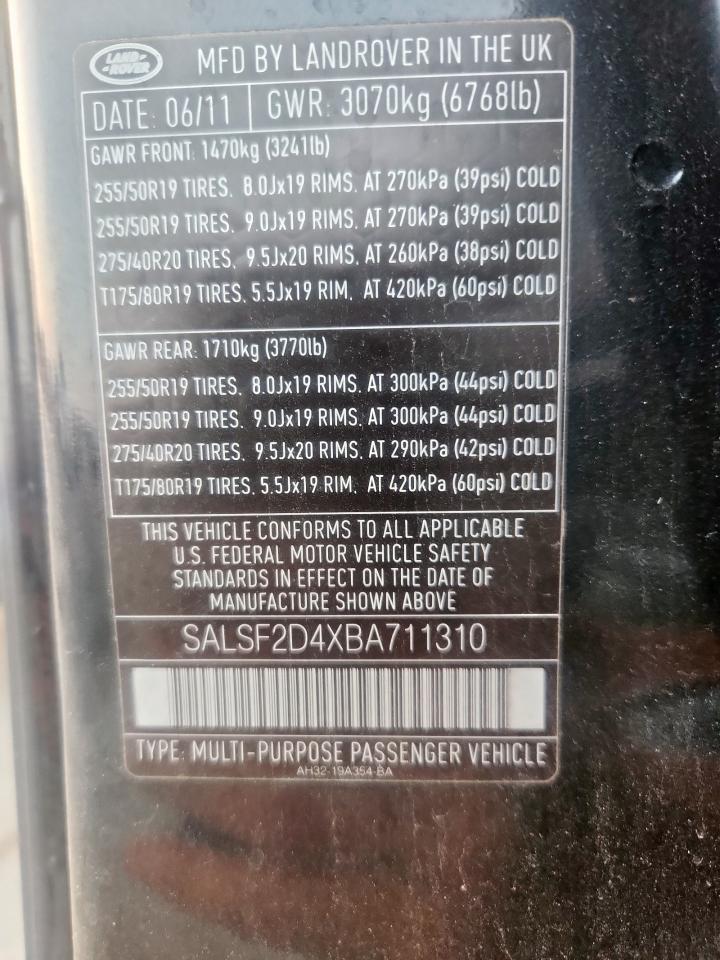 LAND-
-ROVER
MFD BY LANDROVER IN THE UK
DATE: 06/11 GWR: 3070kg (6768lb)
GAWR FRONT: 1470kg (3241lb)
255/50R19 TIRES, 8.0Jx19 RIMS, AT 270kPa (39psi) COLD
255/50R19 TIRES, 9.0Jx19 RIMS, AT 270kPa (39psi) COLD
275/40R20 TIRES, 9.5Jx20 RIMS, AT 260kPa (38psi) COLD
T175/80R19 TIRES, 5.5Jx19 RIM, AT 420kPa (60psi) COLD
GAWR REAR: 1710kg (3770lb)
255/50R19 TIRES, 8.0Jx19 RIMS, AT 300kPa (44psi) COLD
255/50R19 TIRES, 9.0Jx19 RIMS, AT 300kPa (44psi) COLD
275/40R20 TIRES, 9.5Jx20 RIMS, AT 290kPa (42psi) COLD
T175/80R19 TIRES, 5.5Jx19 RIM, AT 420kPa (60psi) COLD
THIS VEHICLE CONFORMS TO ALL APPLICABLE
U.S. FEDERAL MOTOR VEHICLE SAFETY
STANDARDS IN EFFECT ON THE DATE OF
MANUFACTURE SHOWN ABOVE
SALSF2D4XBA711310
TYPE: MULTI-PURPOSE PASSENGER VEHICLE
AH32-19A354-BA